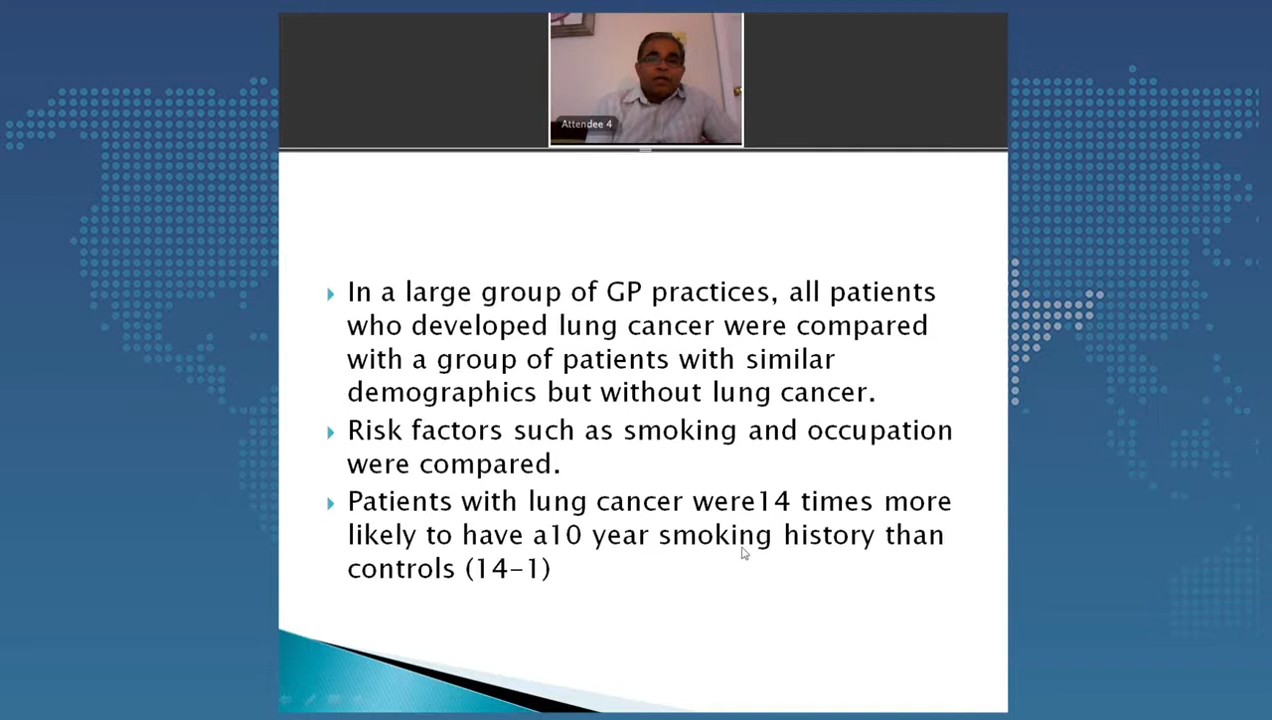 Attendee 4
In a large group of GP practices, all patients
who developed lung cancer were compared
with a group of patients with similar
demographics but without lung cancer.
Risk factors such as smoking and occupation
were compared.
Patients with lung cancer were14 times more
likely to have a10 year smoking history than
controls (14-1)